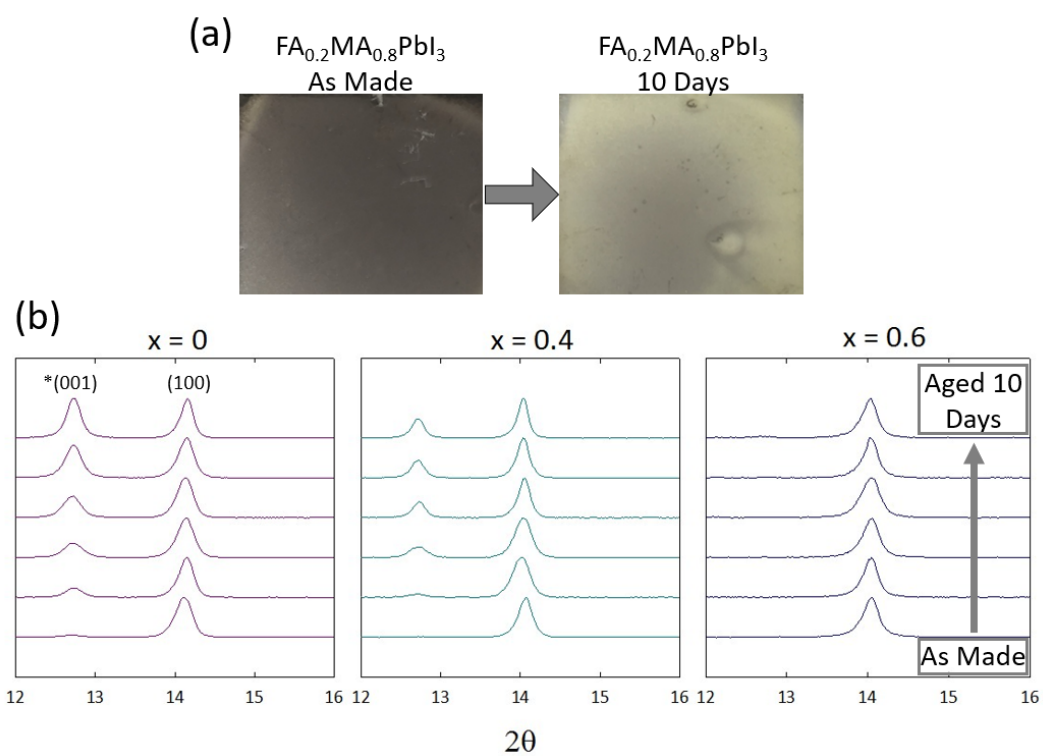 (a)
FA₀.₂MA₀.₈PbI₃
As Made
FA₀.₂MA₀.₈PbI₃
10 Days
(b)
x = 0
x = 0.4
x = 0.6
*(001)
(100)
Aged 10
Days
As Made
12 13 14 15 16
12 13 14 15 16
12 13 14 15 16
2θ